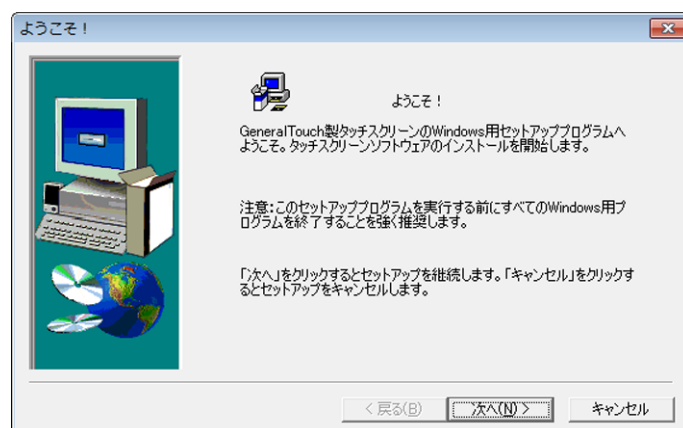 ようこそ!
ようこそ!
GeneralTouch製タッチスクリーンのWindows用セットアッププログラムへ
ようこそ。タッチスクリーンソフトウェアのインストールを開始します。
注意:このセットアッププログラムを実行する前にすべてのWindows用プ
ログラムを終了することを強く推奨します。
「次へ」をクリックするとセットアップを継続します。「キャンセル」をクリックす
るとセットアップをキャンセルします。
< 戻る(B) 次へ(N) > キャンセル